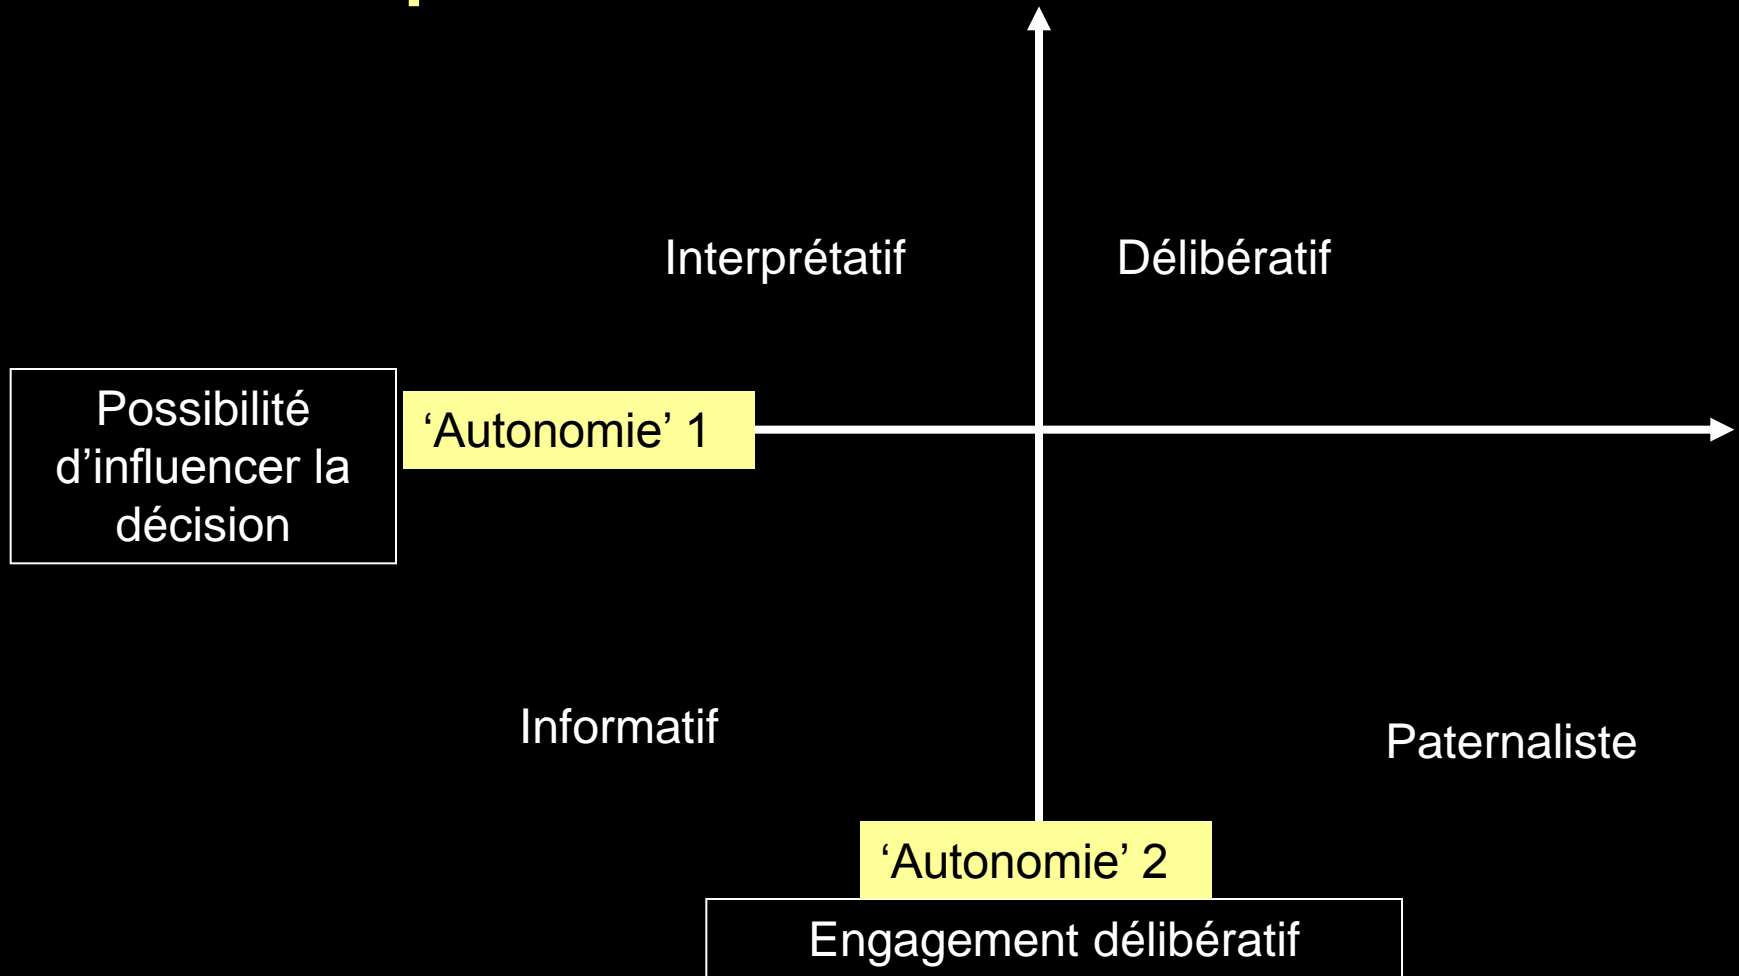 Interprétatif
Délibératif
Possibilité
d’influencer la
décision
‘Autonomie’ 1
Informatif
Paternaliste
‘Autonomie’ 2
Engagement délibératif